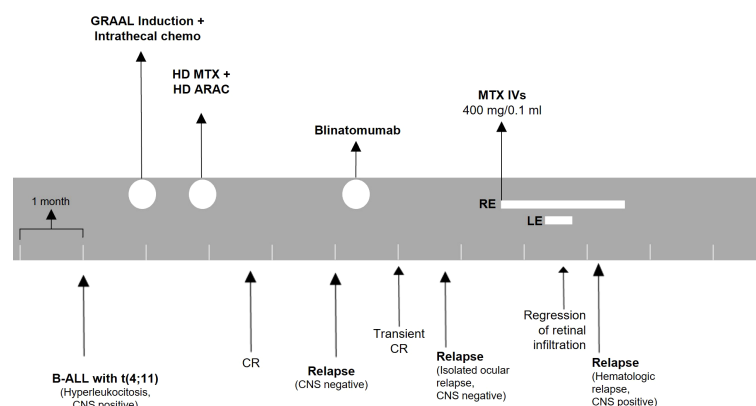 GRAAL Induction +
Intrathecal chemo
HD MTX +
HD ARAC
Blinatomumab
MTX IVs
400 mg/0.1 ml
1 month
RE
LE
B-ALL with t(4;11)
(Hyperleukocitosis,
CNS positive)
CR
Relapse
(CNS negative)
Transient
CR
Relapse
(Isolated ocular
relapse,
CNS negative)
Regression
of retinal
infiltration
Relapse
(Hematologic
relapse,
CNS positive)